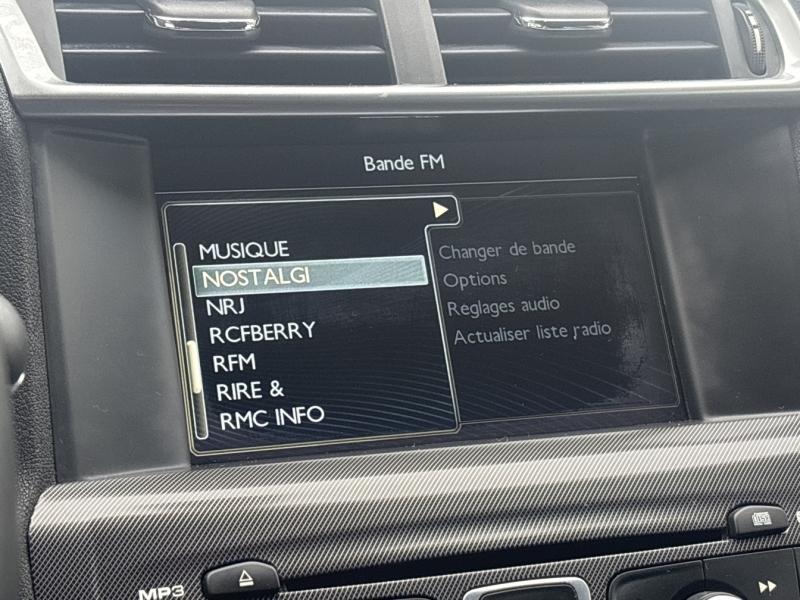 Bande FM
MUSIQUE
NOSTALGI
NRJ
RCFBERRY
RFM
RIRE &
RMC INFO
Changer de bande
Options
Reglages audio
Actualiser liste radio
MP3